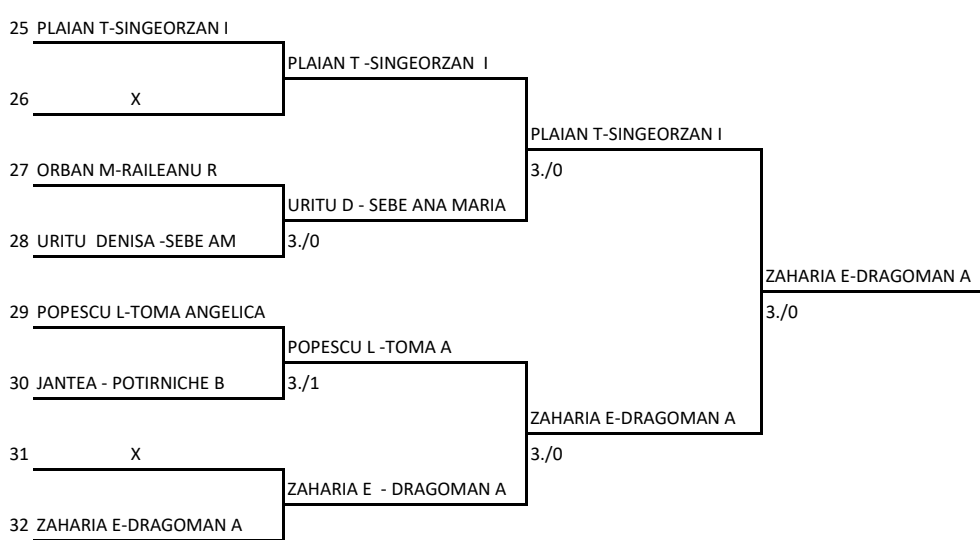 25 PLAIAN T-SINGEORZAN I
PLAIAN T -SINGEORZAN I
26 X
PLAIAN T-SINGEORZAN I
27 ORBAN M-RAILEANU R
3./0
URITU D - SEBE ANA MARIA
28 URITU DENISA -SEBE AM
3./0
ZAHARIA E-DRAGOMAN A
29 POPESCU L-TOMA ANGELICA
3./0
POPESCU L -TOMA A
30 JANTEA - POTIRNICHE B
3./1
ZAHARIA E-DRAGOMAN A
31 X
3./0
ZAHARIA E - DRAGOMAN A
32 ZAHARIA E-DRAGOMAN A